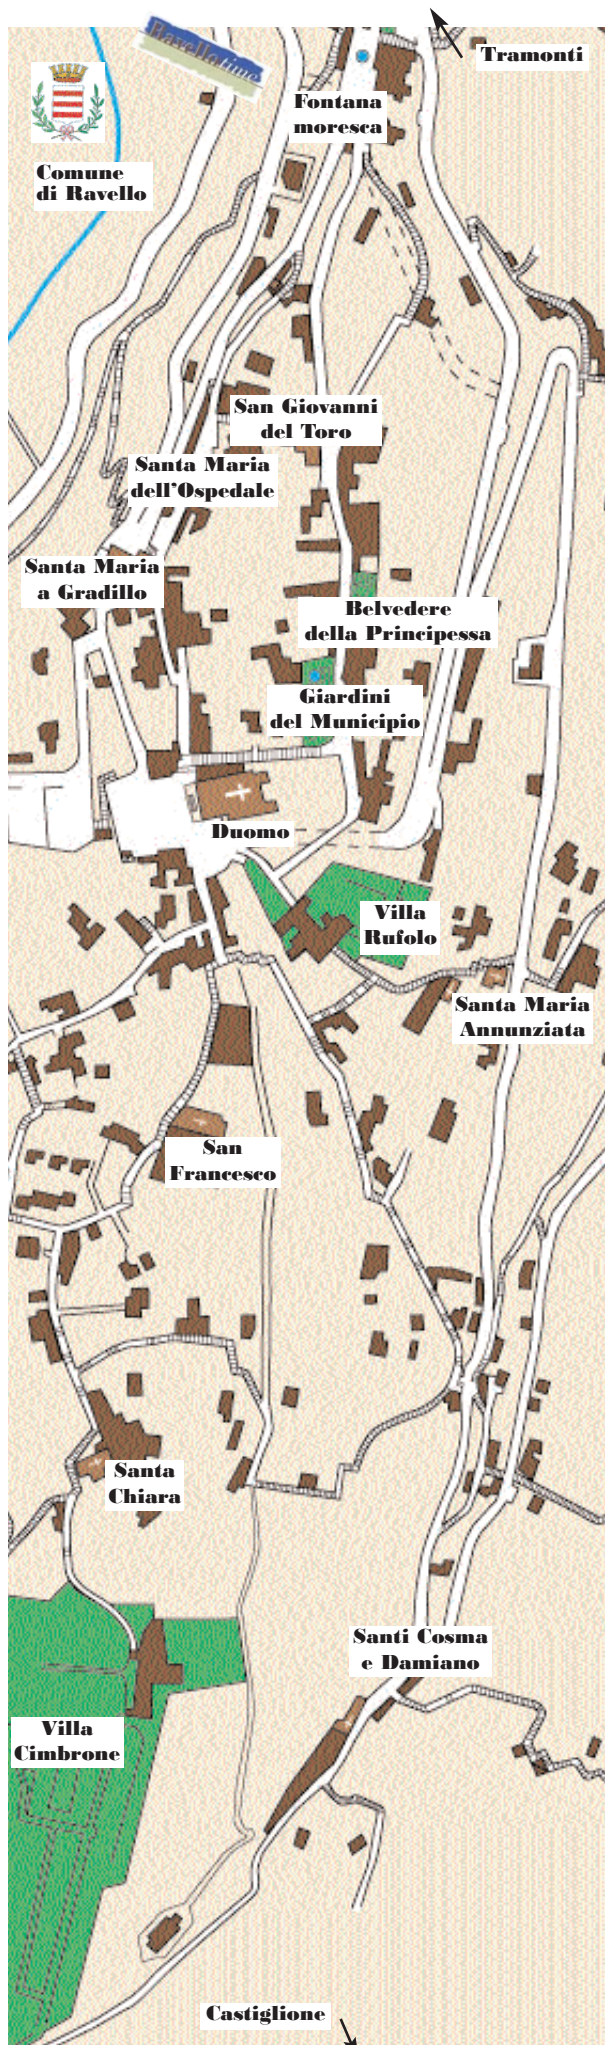 Ravellotime
Tramonti
Fontana
moresca
Comune
di Ravello
San Giovanni
del Toro
Santa Maria
dell'Ospedale
Santa Maria
a Gradillo
Belvedere
della Principessa
Giardini
del Municipio
Duomo
Villa
Rufolo
Santa Maria
Annunziata
San
Francesco
Santa
Chiara
Santi Cosma
e Damiano
Villa
Cimbrone
Castiglione